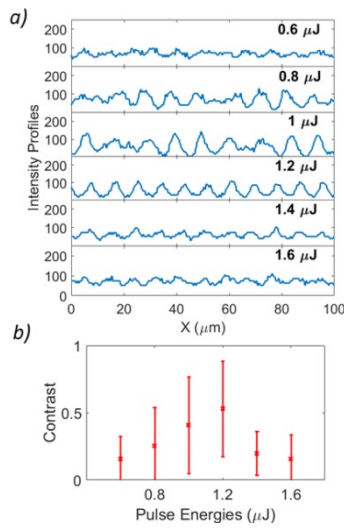 a)
200
100
0.6 µJ
200
100
0.8 µJ
200
100
1 µJ
200
100
1.2 µJ
200
100
1.4 µJ
200
100
0
1.6 µJ
Intensity Profiles
0 20 40 60 80 100
X (µm)
b)
1
0.5
0
Contrast
0.8 1.2 1.6
Pulse Energies (µJ)